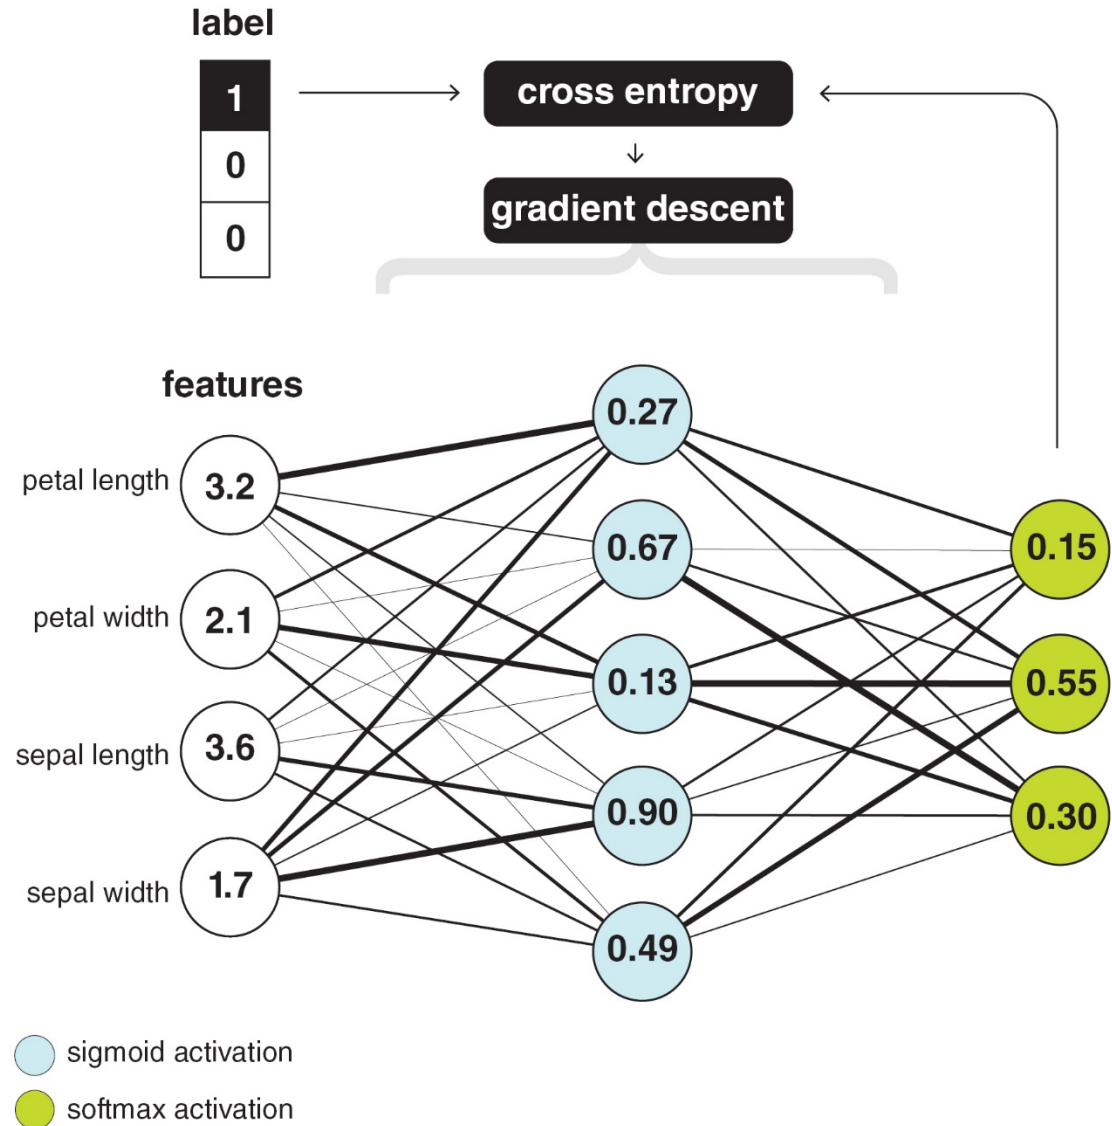 label
1
cross entropy
0
gradient descent
0
features
0.27
petal length
3.2
0.67
0.15
petal width
2.1
0.13
0.55
sepal length
3.6
0.90
0.30
sepal width
1.7
0.49
sigmoid activation
softmax activation